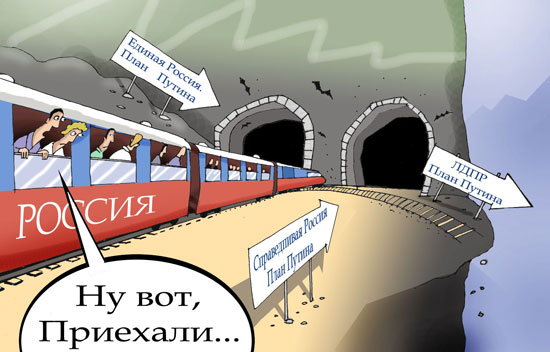 Единая Россия.
План Путина
ЛДПР
План Путина
РОССИЯ
Справедливая Россия
План Путина
Ну вот,
Приехали...